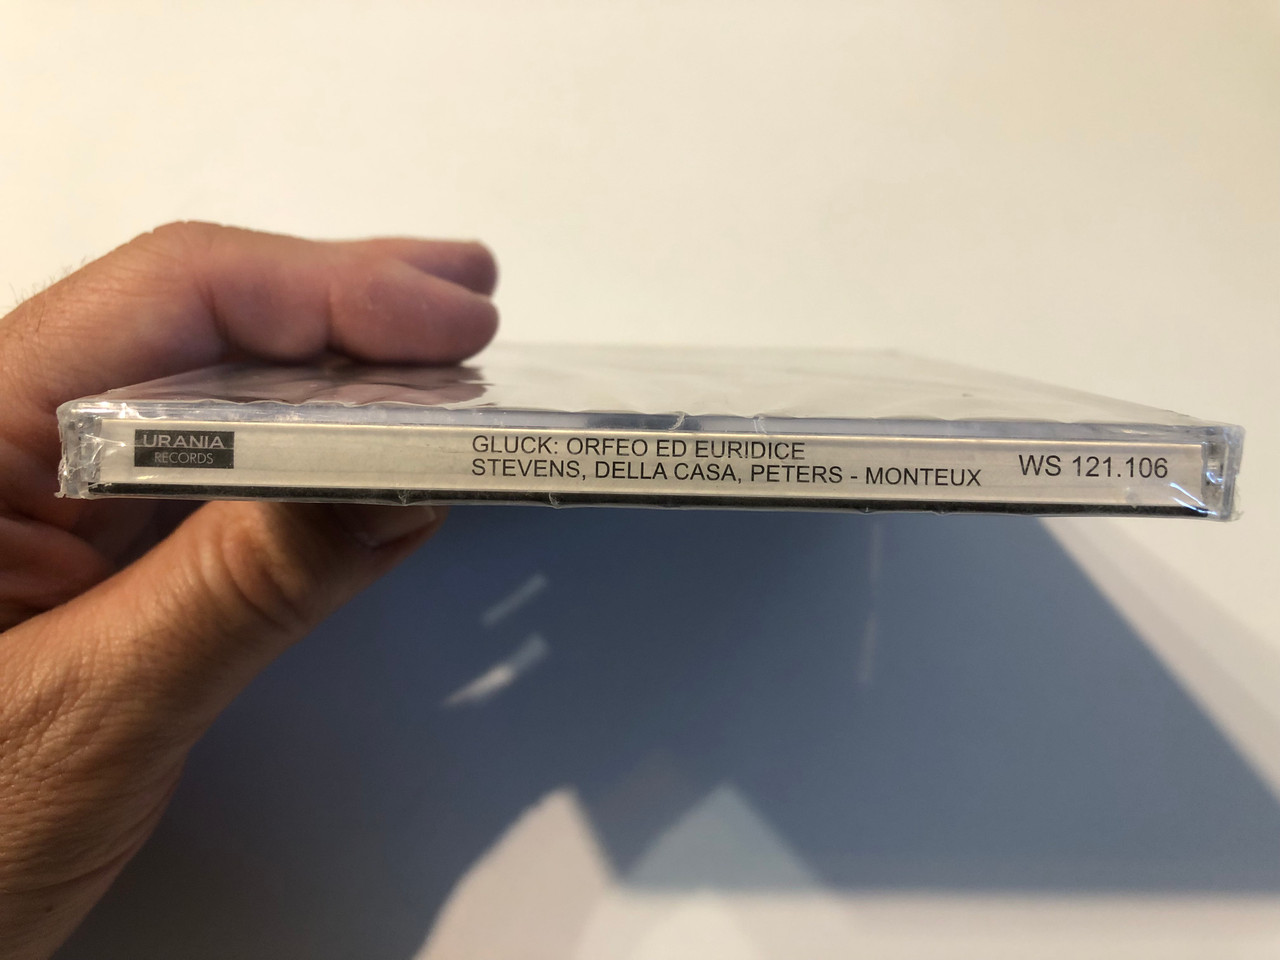 URANIA
RECORDS
GLUCK: ORFEO ED EURIDICE
STEVENS, DELLA CASA, PETERS - MONTEUX
WS 121.106